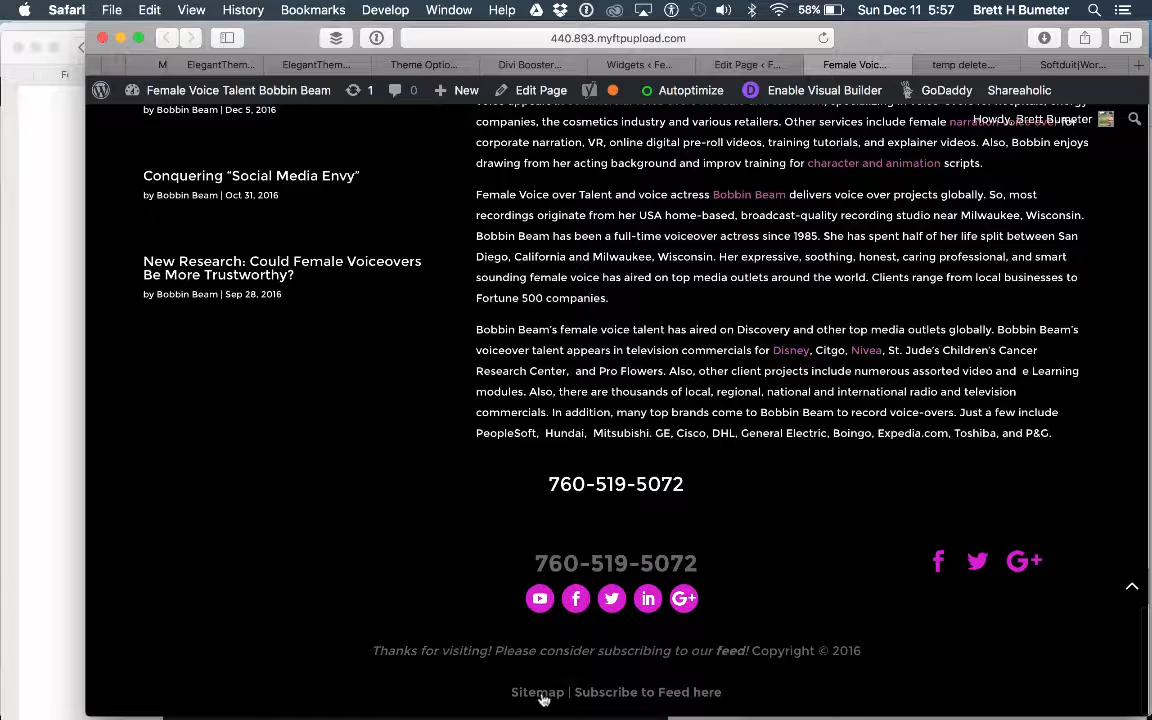 Safari File Edit View History Bookmarks Develop Window Help 58% Sun Dec 11 5:57 Brett H Bumeter
440.893.myftpupload.com
M ElegantThem... ElegantThem... Theme Optio... Divi Booster... Widgets < Fe... Edit Page < F... Female Voic... temp delete... Softduit|Wor...
Female Voice Talent Bobbin Beam 1 0 New Edit Page Autoptimize Enable Visual Builder GoDaddy Shareaholic
Howdy, Brett Bumeter
by Bobbin Beam | Dec 5, 2016
Conquering “Social Media Envy”
by Bobbin Beam | Oct 31, 2016
New Research: Could Female Voiceovers
Be More Trustworthy?
by Bobbin Beam | Sep 28, 2016
companies, the cosmetics industry and various retailers. Other services include female narration voice over for
corporate narration, VR, online digital pre-roll videos, training tutorials, and explainer videos. Also, Bobbin enjoys
drawing from her acting background and improv training for character and animation scripts.
Female Voice over Talent and voice actress Bobbin Beam delivers voice over projects globally. So, most
recordings originate from her USA home-based, broadcast-quality recording studio near Milwaukee, Wisconsin.
Bobbin Beam has been a full-time voiceover actress since 1985. She has spent half of her life split between San
Diego, California and Milwaukee, Wisconsin. Her expressive, soothing, honest, caring professional, and smart
sounding female voice has aired on top media outlets around the world. Clients range from local businesses to
Fortune 500 companies.
Bobbin Beam’s female voice talent has aired on Discovery and other top media outlets globally. Bobbin Beam’s
voiceover talent appears in television commercials for Disney, Citgo, Nivea, St. Jude’s Children’s Cancer
Research Center, and Pro Flowers. Also, other client projects include numerous assorted video and e Learning
modules. Also, there are thousands of local, regional, national and international radio and television
commercials. In addition, many top brands come to Bobbin Beam to record voice-overs. Just a few include
PeopleSoft, Hundai, Mitsubishi. GE, Cisco, DHL, General Electric, Boingo, Expedia.com, Toshiba, and P&G.
760-519-5072
760-519-5072
Thanks for visiting! Please consider subscribing to our feed! Copyright © 2016
Sitemap | Subscribe to Feed here